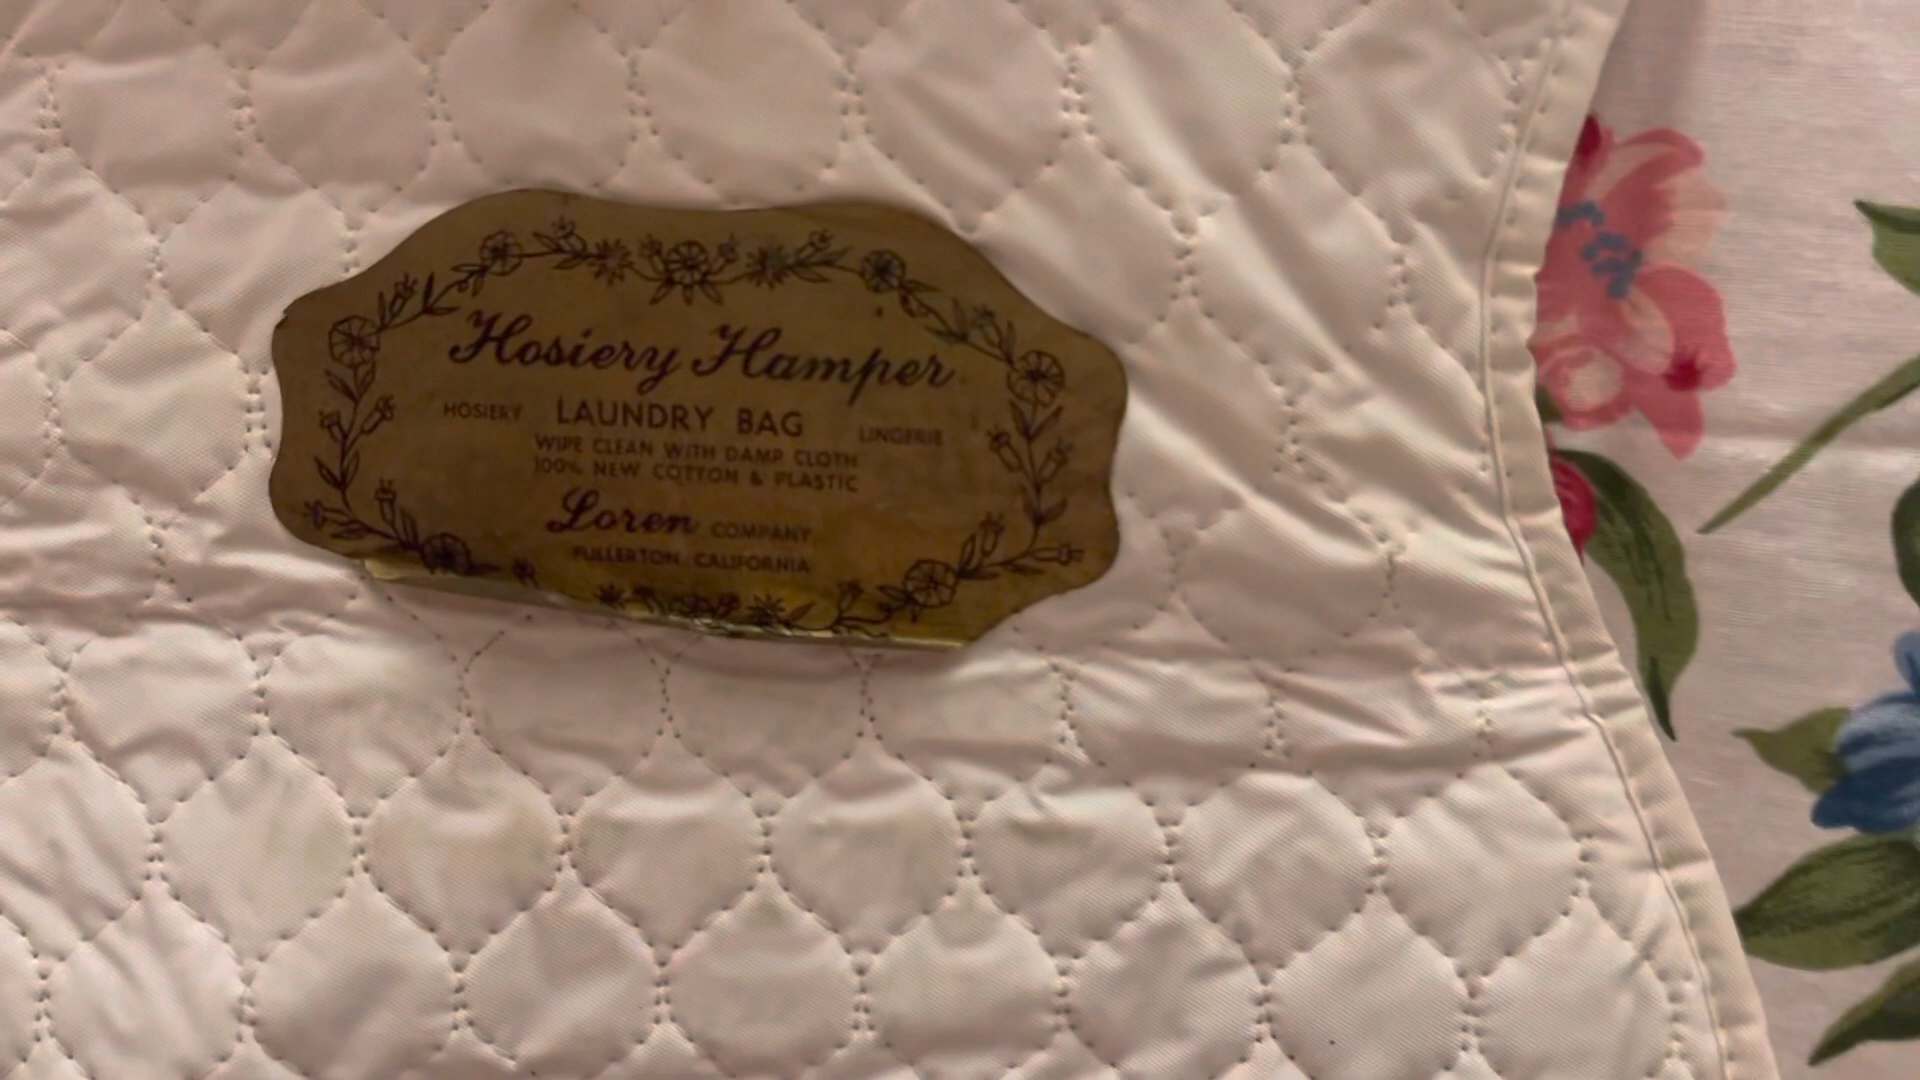 Hosiery Hamper
HOSIERY LAUNDRY BAG LINGERIE
WIPE CLEAN WITH DAMP CLOTH
100% NEW COTTON & PLASTIC
Loren COMPANY
FULLERTON CALIFORNIA